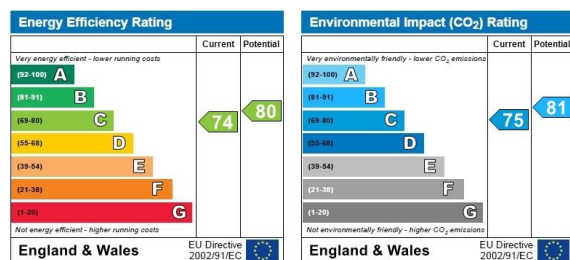 Energy Efficiency Rating
Current Potential
Very energy efficient - lower running costs
(92-100) A
(81-91) B
(69-80) C
(55-68) D
(39-54) E
(21-38) F
(1-20) G
74
80
Not energy efficient - higher running costs
England & Wales
EU Directive
2002/91/EC
Environmental Impact (CO₂) Rating
Current Potential
Very environmentally friendly - lower CO₂ emissions
(92-100) A
(81-91) B
(69-80) C
(55-68) D
(39-54) E
(21-38) F
(1-20) G
75
81
Not environmentally friendly - higher CO₂ emissions
England & Wales
EU Directive
2002/91/EC